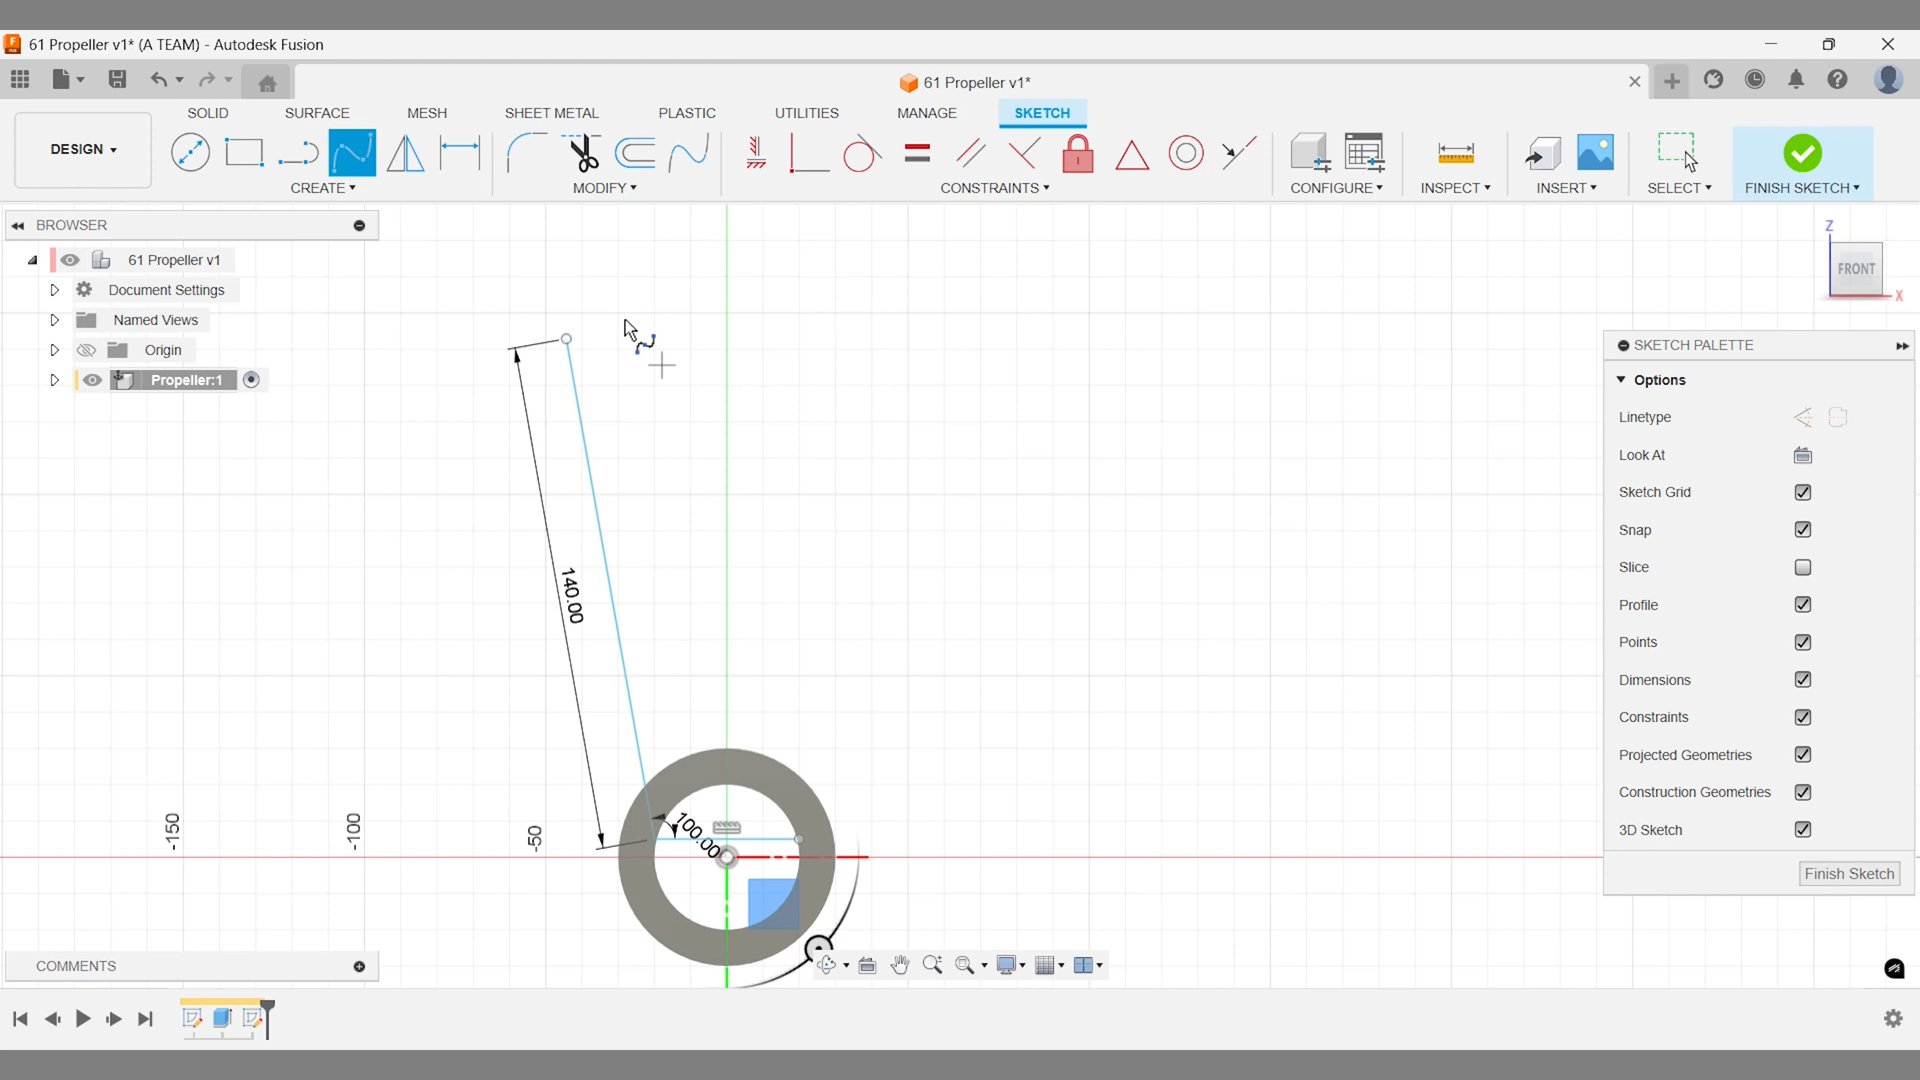 61 Propeller v1* (A TEAM) - Autodesk Fusion
61 Propeller v1*
SOLID SURFACE MESH SHEET METAL PLASTIC UTILITIES MANAGE SKETCH
DESIGN
CREATE MODIFY CONSTRAINTS CONFIGURE INSPECT INSERT SELECT FINISH SKETCH
BROWSER
61 Propeller v1
Document Settings
Named Views
Origin
Propeller:1
Z
FRONT
X
SKETCH PALETTE
Options
Linetype
Look At
Sketch Grid
Snap
Slice
Profile
Points
Dimensions
Constraints
Projected Geometries
Construction Geometries
3D Sketch
Finish Sketch
140.00
100.00
-150
-100
-50
COMMENTS